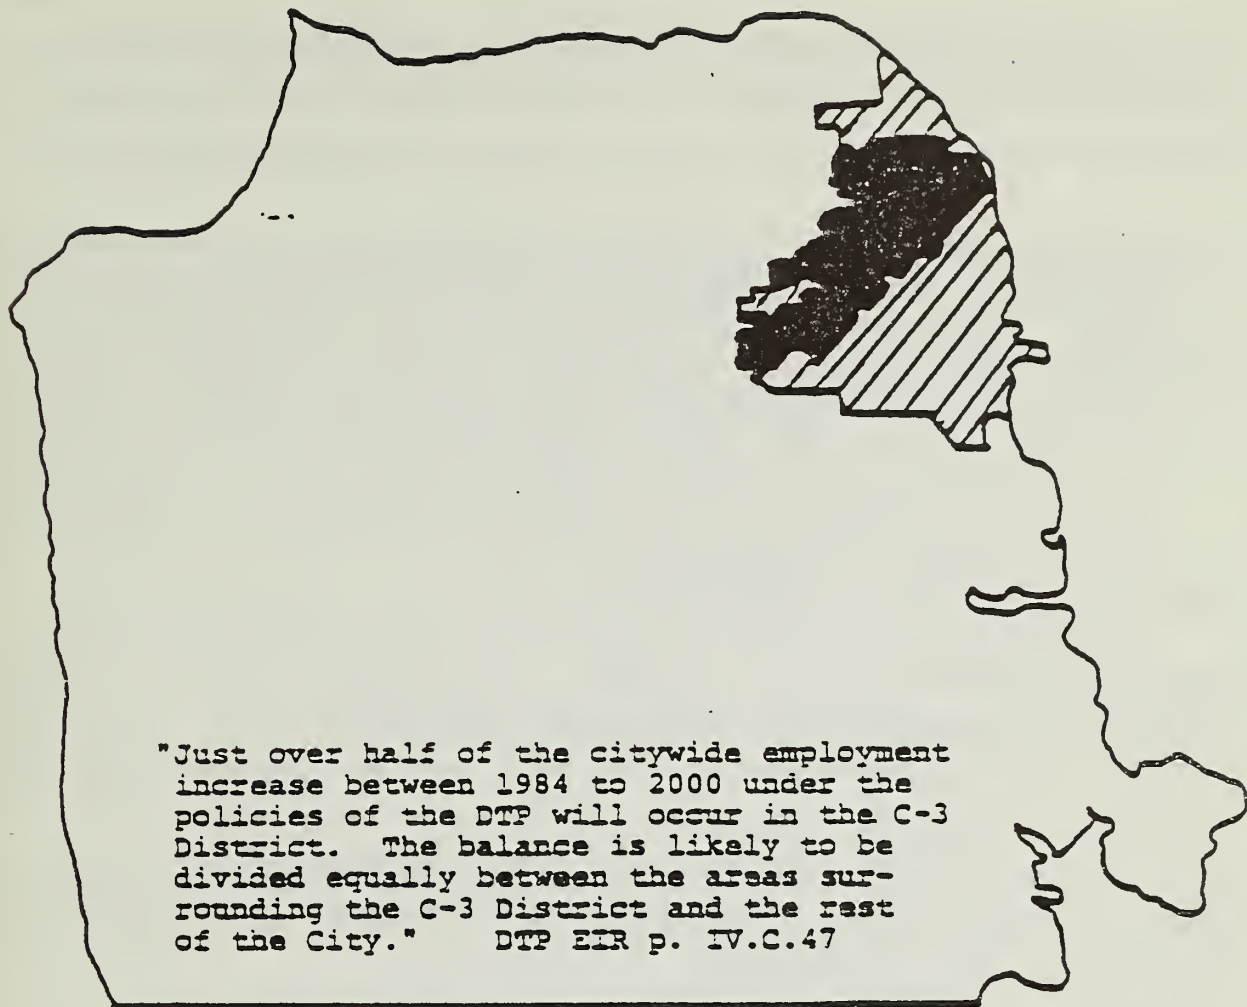 "Just over half of the citywide employment
increase between 1984 to 2000 under the
policies of the DTP will occur in the C-3
District. The balance is likely to be
divided equally between the areas sur-
rounding the C-3 District and the rest
of the City." DTP EIR p. IV.C.47